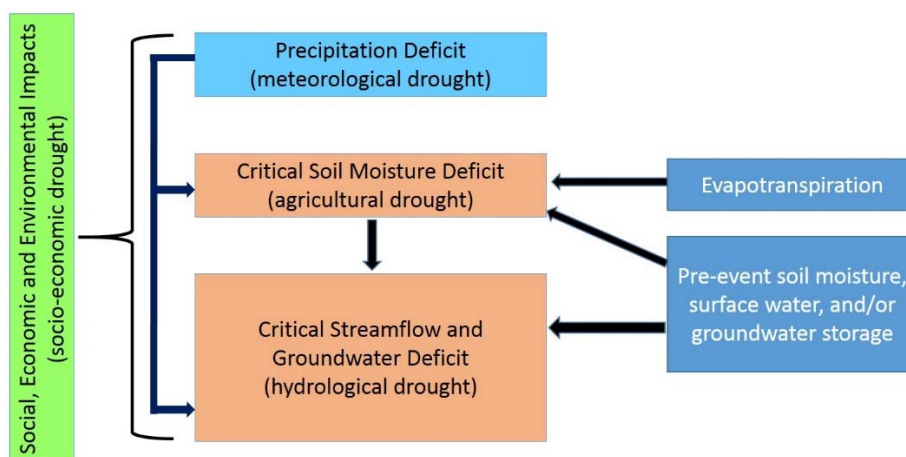 Social, Economic and Environmental Impacts
(socio-economic drought)
Precipitation Deficit
(meteorological drought)
Critical Soil Moisture Deficit
(agricultural drought)
Evapotranspiration
Critical Streamflow and
Groundwater Deficit
(hydrological drought)
Pre-event soil moisture,
surface water, and/or
groundwater storage